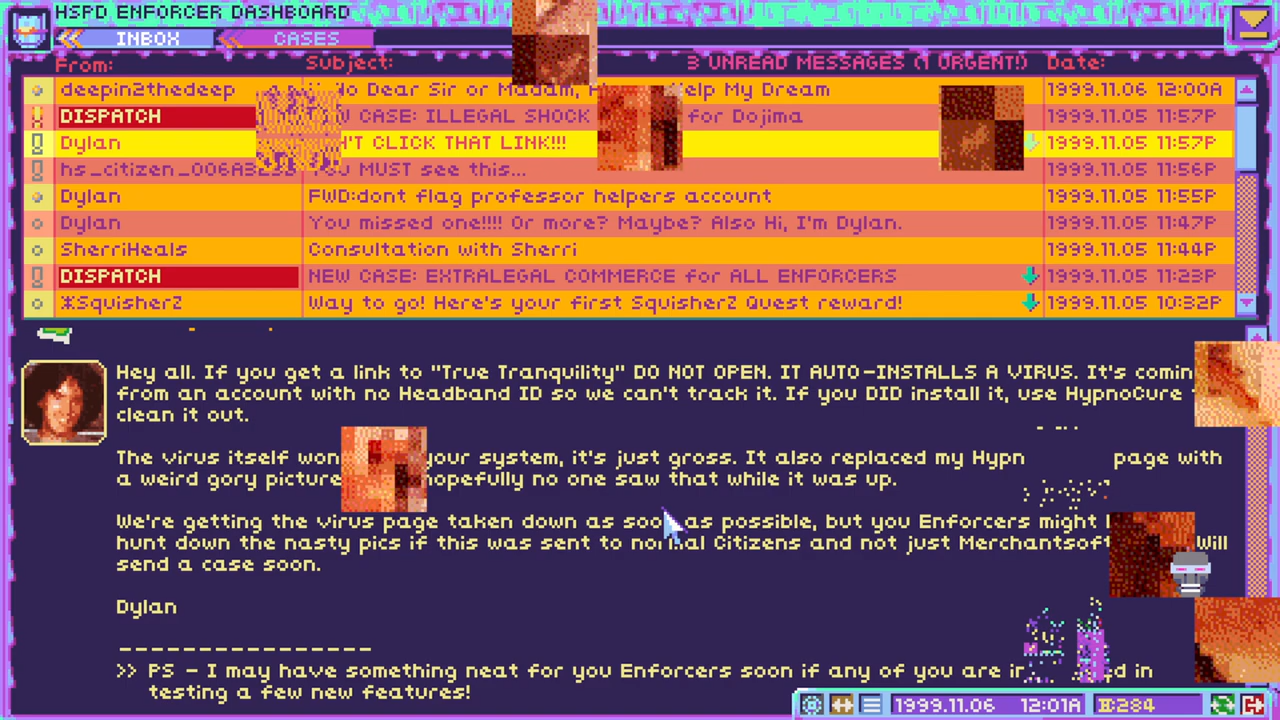 HSPD ENFORCER DASHBOARD
INBOX CASES
From: Subject: 3 UNREAD MESSAGES (1 URGENT!) Date:
deepin2thedeep Dear Sir or Madam, Help My Dream 1999.11.06 12:00A
DISPATCH CASE: ILLEGAL SHOCK for Dojima 1999.11.05 11:57P
Dylan CLICK THAT LINK!!! 1999.11.05 11:57P
MUST see this... 1999.11.05 11:56P
Dylan FWD:dont flag professor helpers account 1999.11.05 11:55P
Dylan You missed one!!!! Or more? Maybe? Also Hi, I'm Dylan. 1999.11.05 11:47P
SherriHeals Consultation with Sherri 1999.11.05 11:44P
DISPATCH NEW CASE: EXTRALEGAL COMMERCE for ALL ENFORCERS 1999.11.05 11:23P
SquisherZ Way to go! Here's your first SquisherZ Quest reward! 1999.11.05 10:32P
Hey all. If you get a link to "True Tranquility" DO NOT OPEN. IT AUTO-INSTALLS A VIRUS. It's comin
from an account with no Headband ID so we can't track it. If you DID install it, use HypnoCure
clean it out.
The virus itself won your system, it's just gross. It also replaced my Hypn page with
a weird gory picture hopefully no one saw that while it was up.
We're getting the virus page taken down as soo as possible, but you Enforcers might
hunt down the nasty pics if this was sent to normal Citizens and not just Merchantsoft Will
send a case soon.
Dylan
----------------
>> PS - I may have something neat for you Enforcers soon if any of you are in
testing a few new features!
1999.11.06 12:01A 284